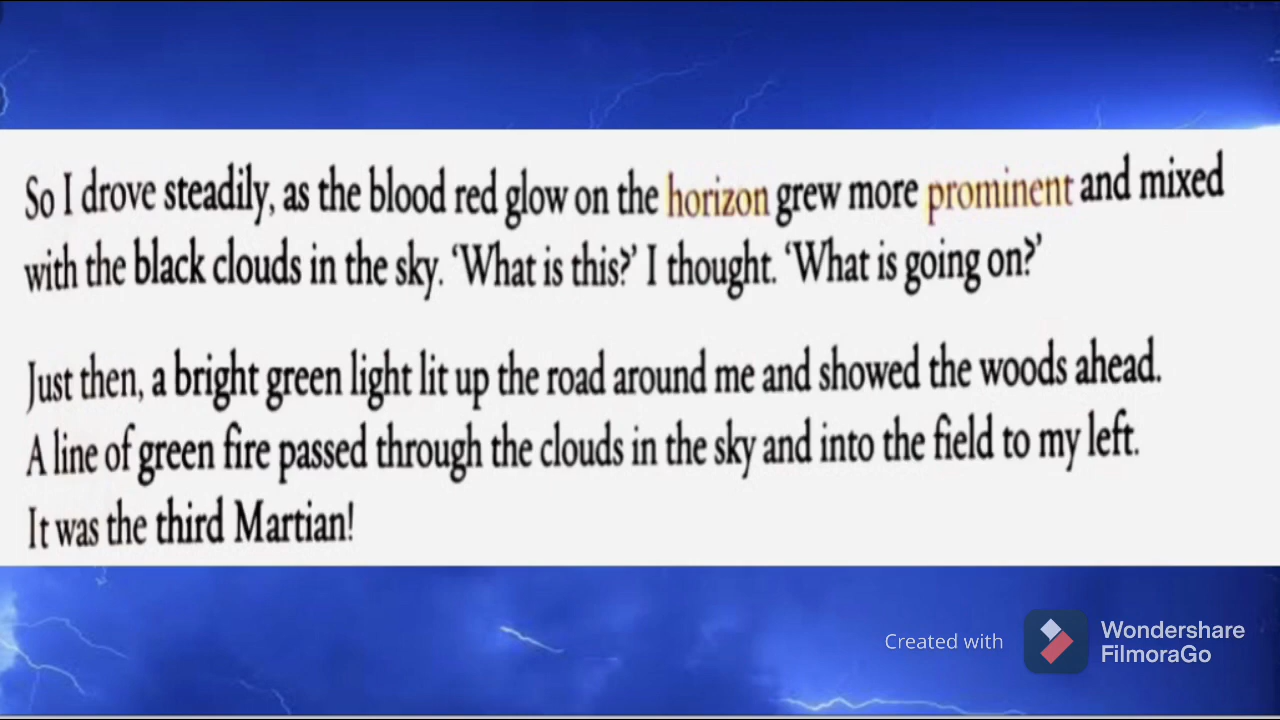 So I drove steadily, as the blood red glow on the horizon grew more prominent and mixed
with the black clouds in the sky. ‘What is this?’ I thought. ‘What is going on?’
Just then, a bright green light lit up the road around me and showed the woods ahead.
A line of green fire passed through the clouds in the sky and into the field to my left.
It was the third Martian!
Created with
Wondershare
FilmoraGo